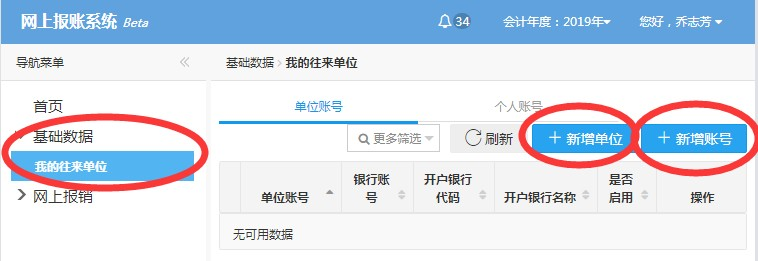 网上报账系统 Beta
34
会计年度：2019年
您好，乔志芳
导航菜单
基础数据 > 我的往来单位
首页
基础数据
我的往来单位
网上报销
单位账号
个人账号
更多筛选
刷新
+ 新增单位
+ 新增账号
单位账号
银行账
号
开户银行
代码
开户银行名称
是否
启用
操作
无可用数据